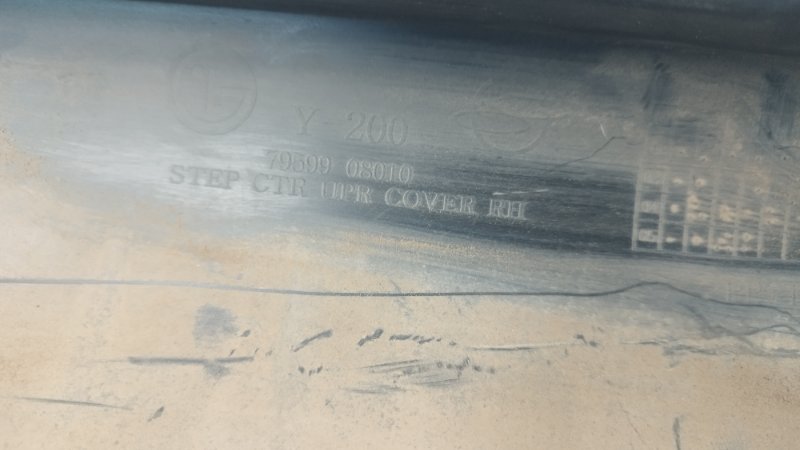 Y 200
79599 08010
STEP CTR UPR COVER RH